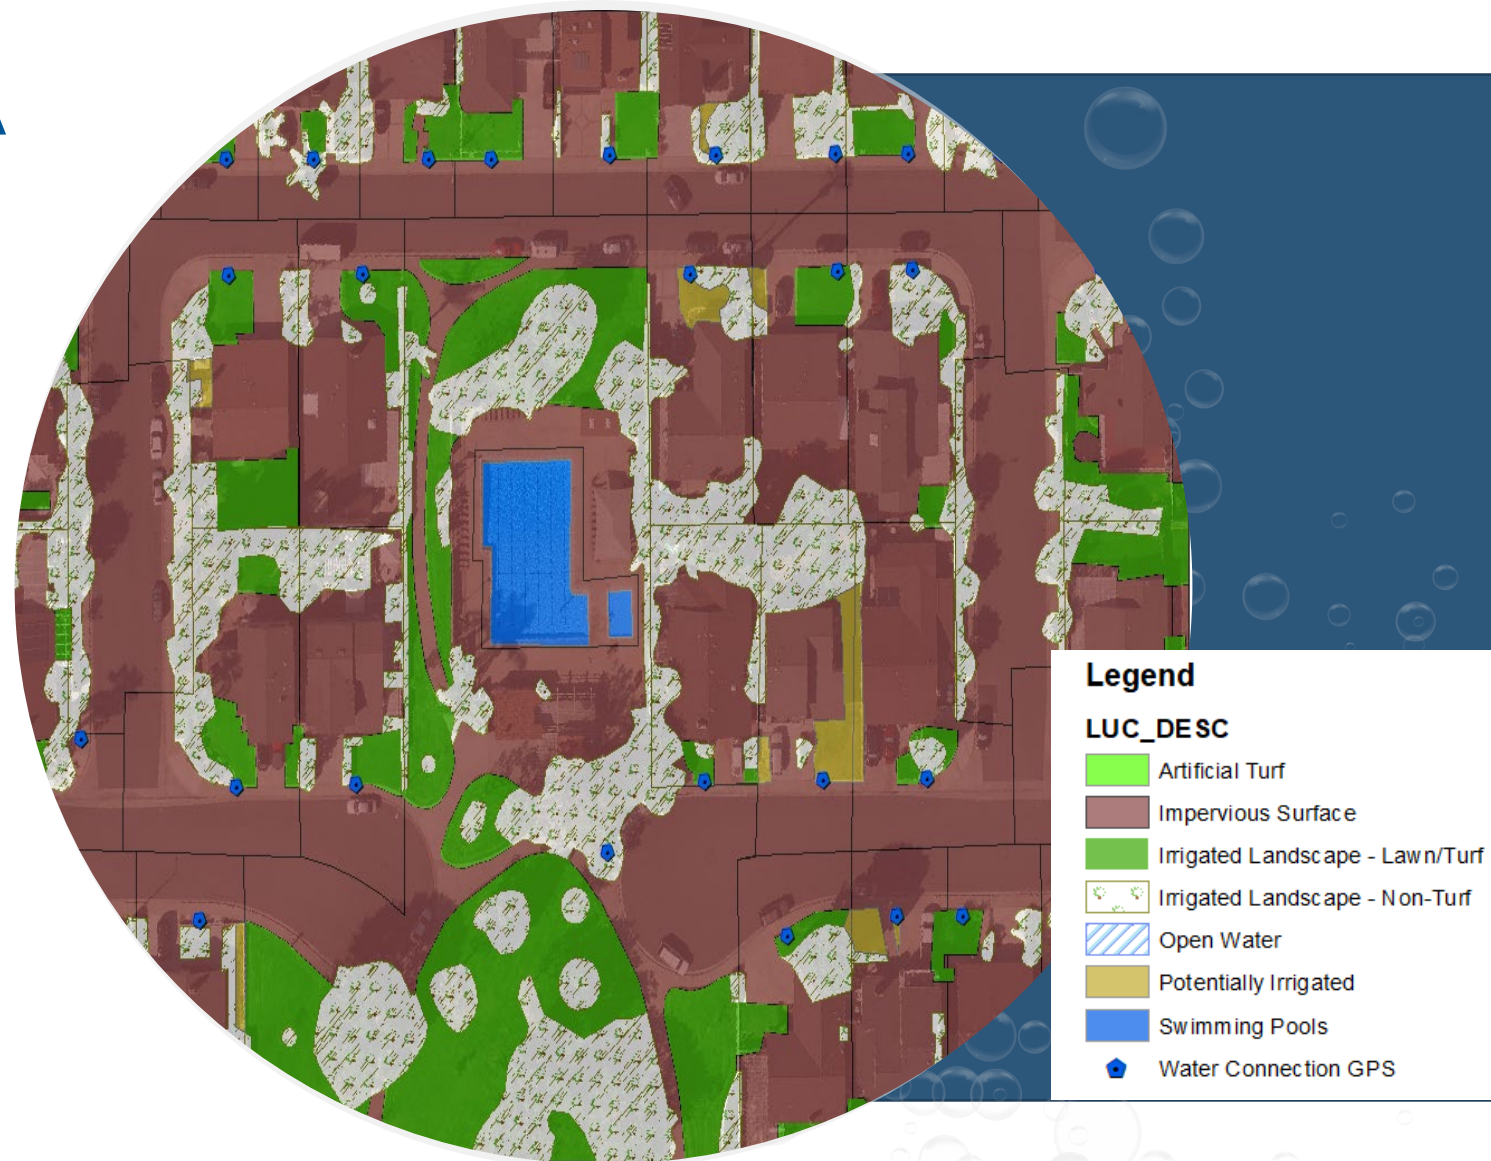 Legend
LUC_DESC
Artificial Turf
Impervious Surface
Irrigated Landscape - Lawn/Turf
Irrigated Landscape - Non-Turf
Open Water
Potentially Irrigated
Swimming Pools
Water Connection GPS